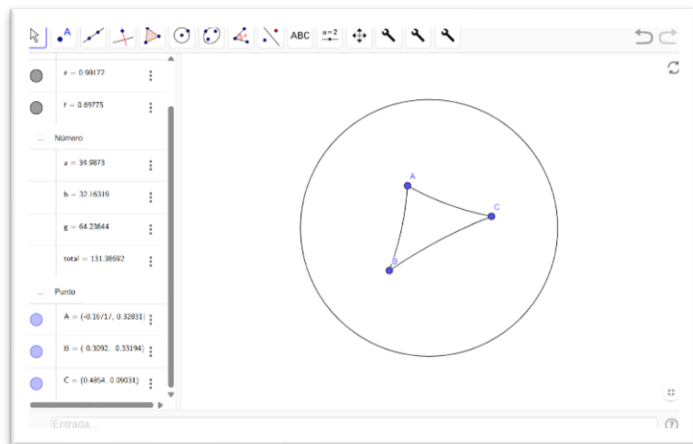 ABC a=2
e = 0.90172
f = 0.69775
Número
a = 34.9873
b = 32.16319
g = 64.23644
total = 131.38692
Punto
A = (-0.16717, 0.32831)
B = (-0.3092, 0.33194)
C = (0.4854, 0.09031)
Entrada...
A
C
B